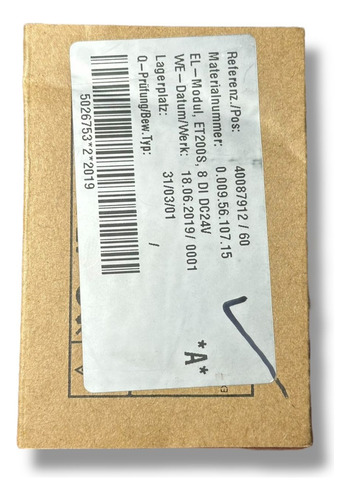 Referenz./Pos: 40087912 / 60
Materialnummer: 0.009.56.107.15
EL-Modul, ET200S, 8 DI DC24V
WE-Datum/Werk: 18.06.2019/ 0001
Lagerplatz: 31/03/01
Q-Prüfung/Bew.Typ: /
*A*
5026753*2*2019